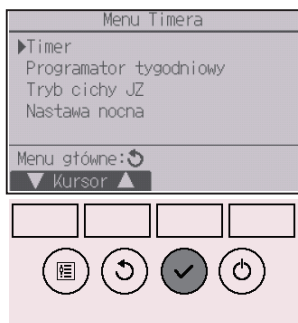 Menu Timera
▶Timer
Programator tygodniowy
Tryb cichy JZ
Nastawa nocna
Menu główne:↺
▼ Kursor ▲